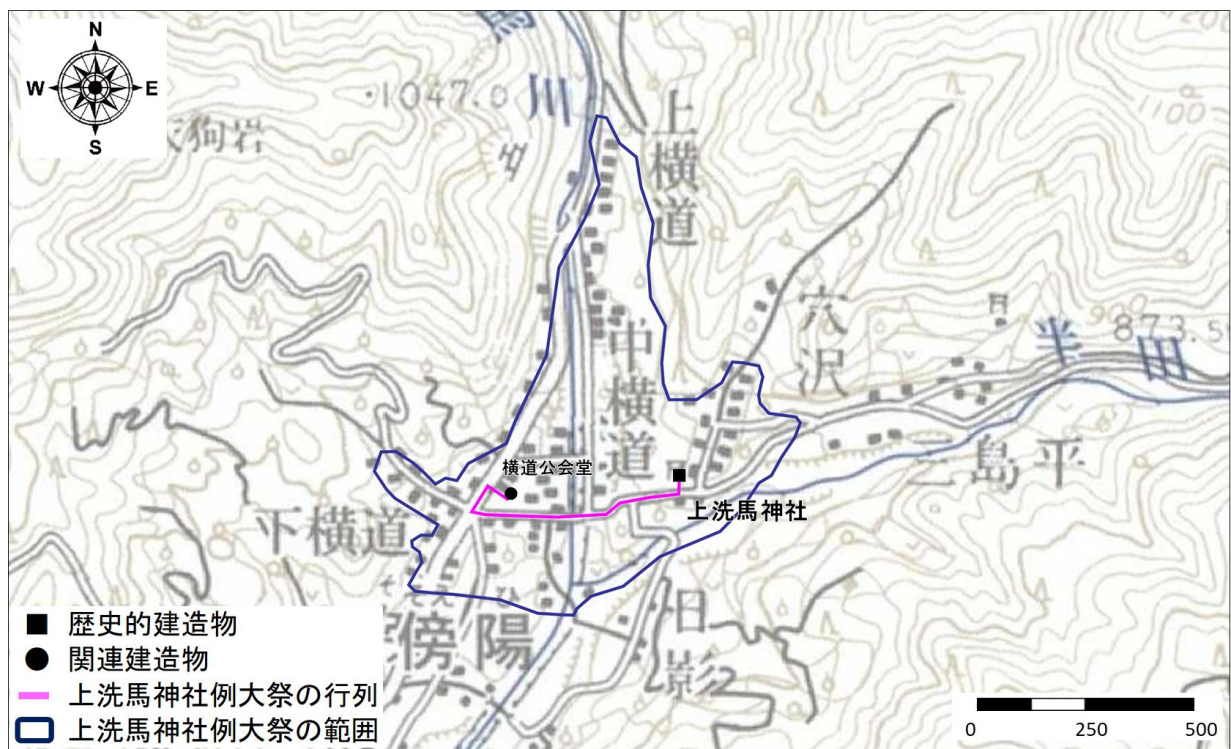 N
W E
S
馬
川
・1047.0
天狗岩
上横道
穴沢
中横道
半田
873.5
1100
三島平
横道公会堂
上洗馬神社
下横道
傍陽
日影
■ 歴史的建造物
● 関連建造物
上洗馬神社例大祭の行列
上洗馬神社例大祭の範囲
0 250 500